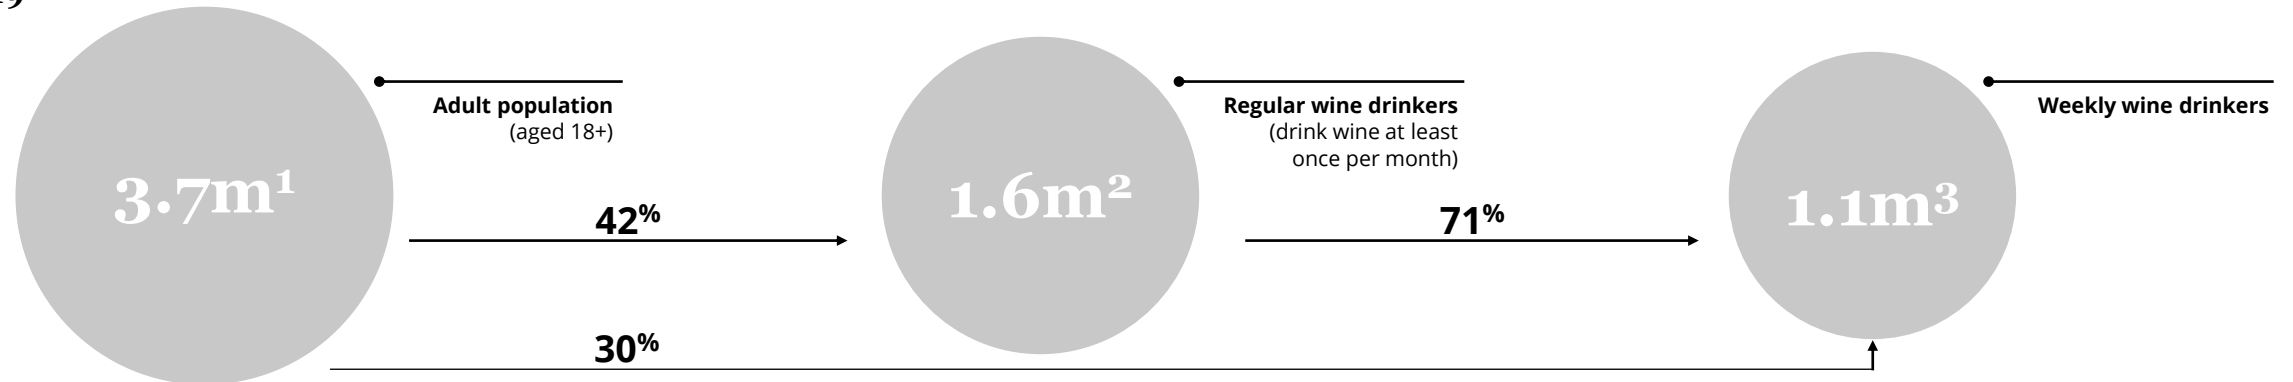 Adult population
(aged 18+)
3.7m¹
42%
30%
Regular wine drinkers
(drink wine at least
once per month)
1.6m²
71%
Weekly wine drinkers
1.1m³